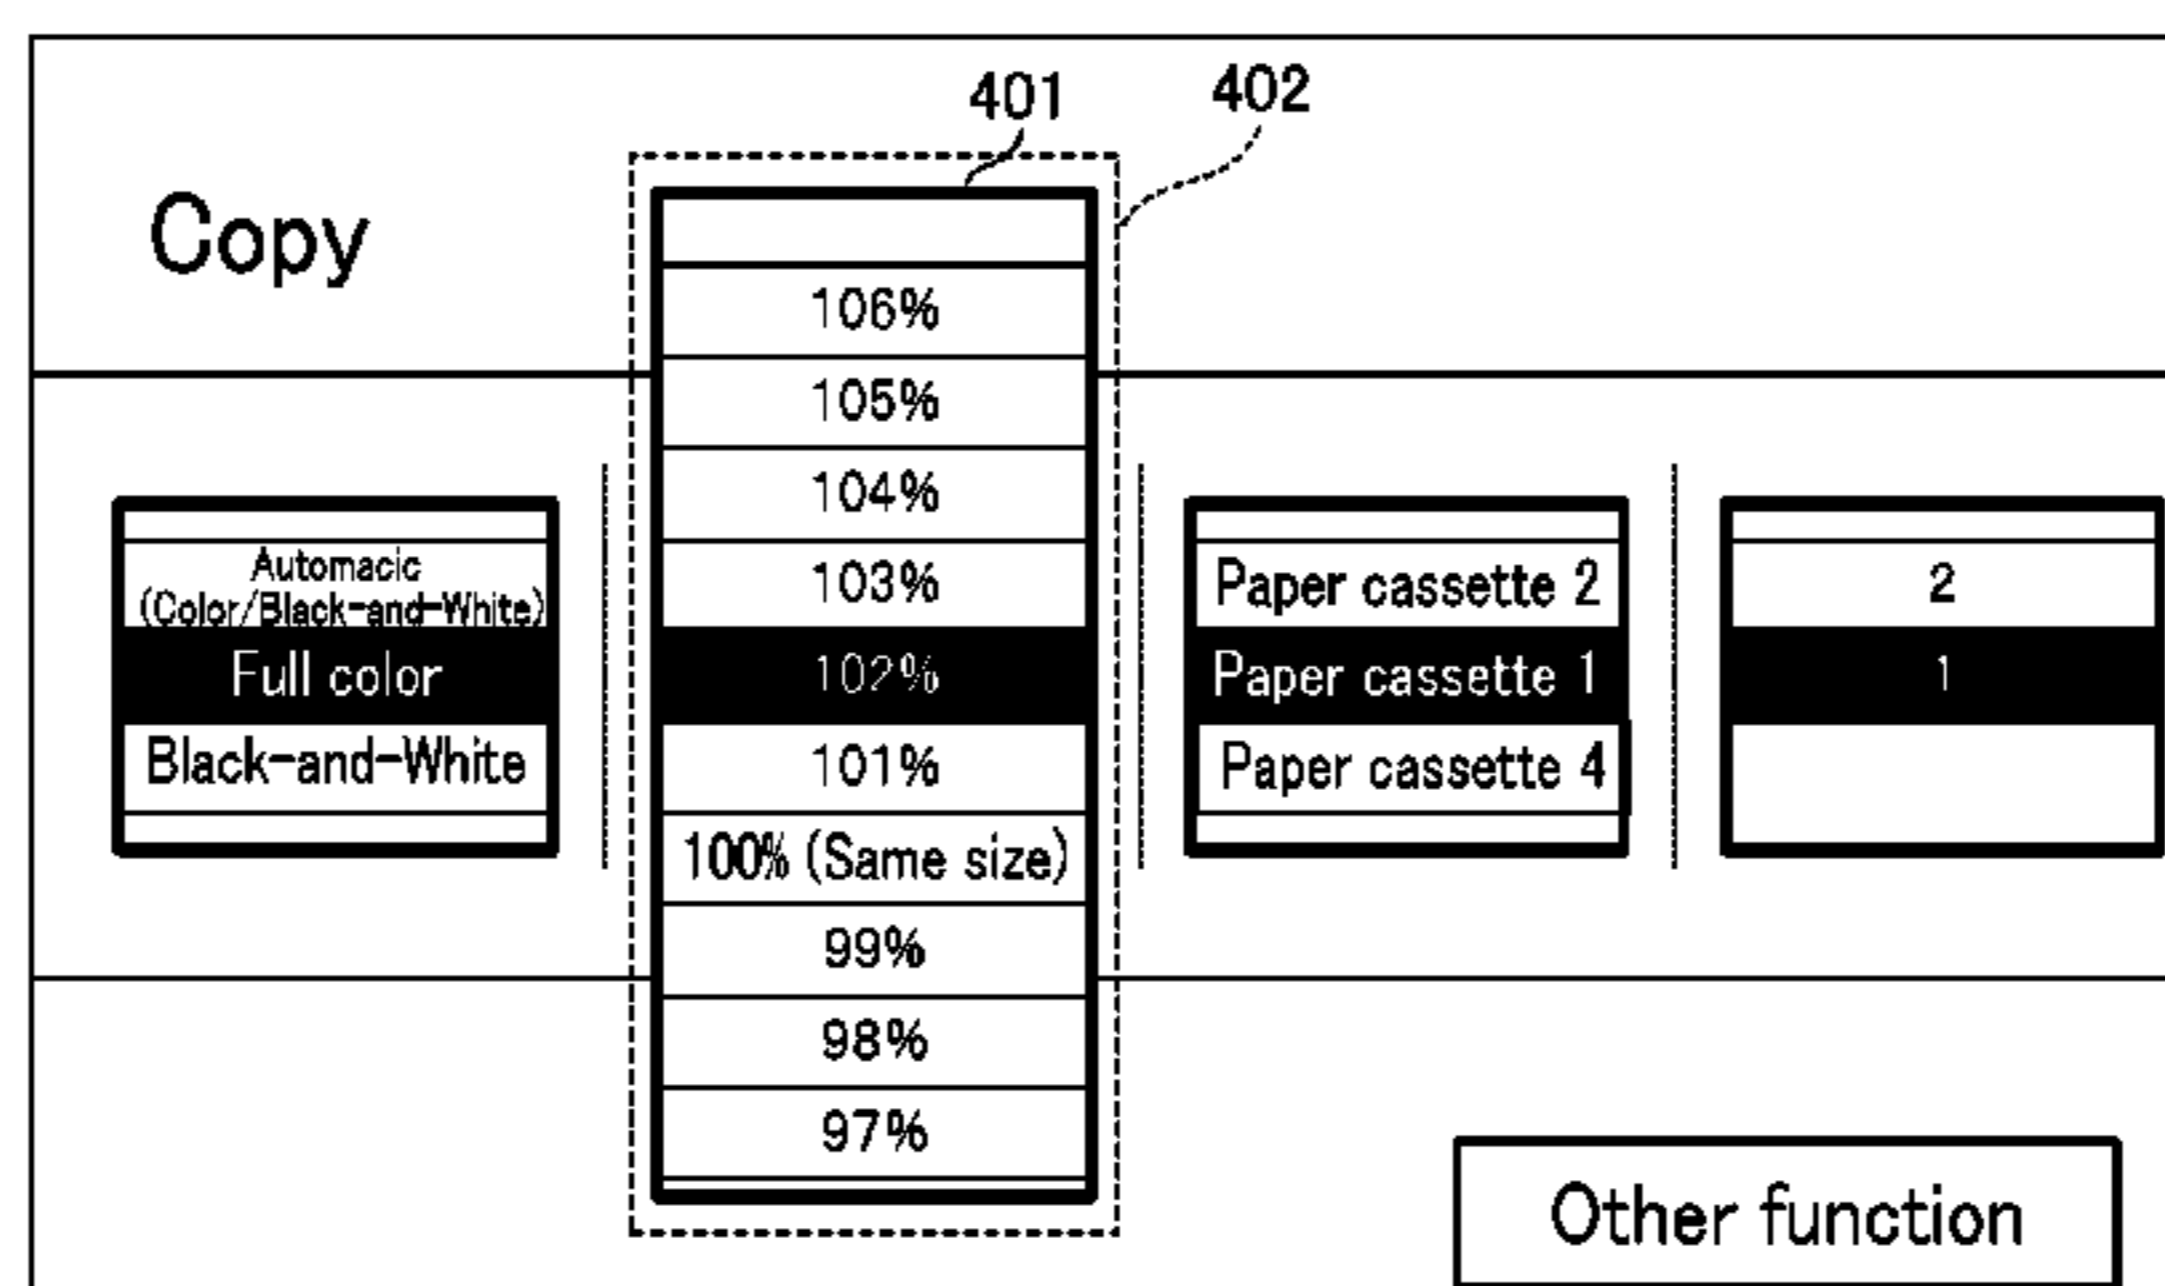 401
402
Copy
106%
105%
104%
103%
102%
101%
100% (Same size)
99%
98%
97%
Automacic
(Color/Black-and-White)
Full color
Black-and-White
Paper cassette 2
Paper cassette 1
Paper cassette 4
2
1
Other function